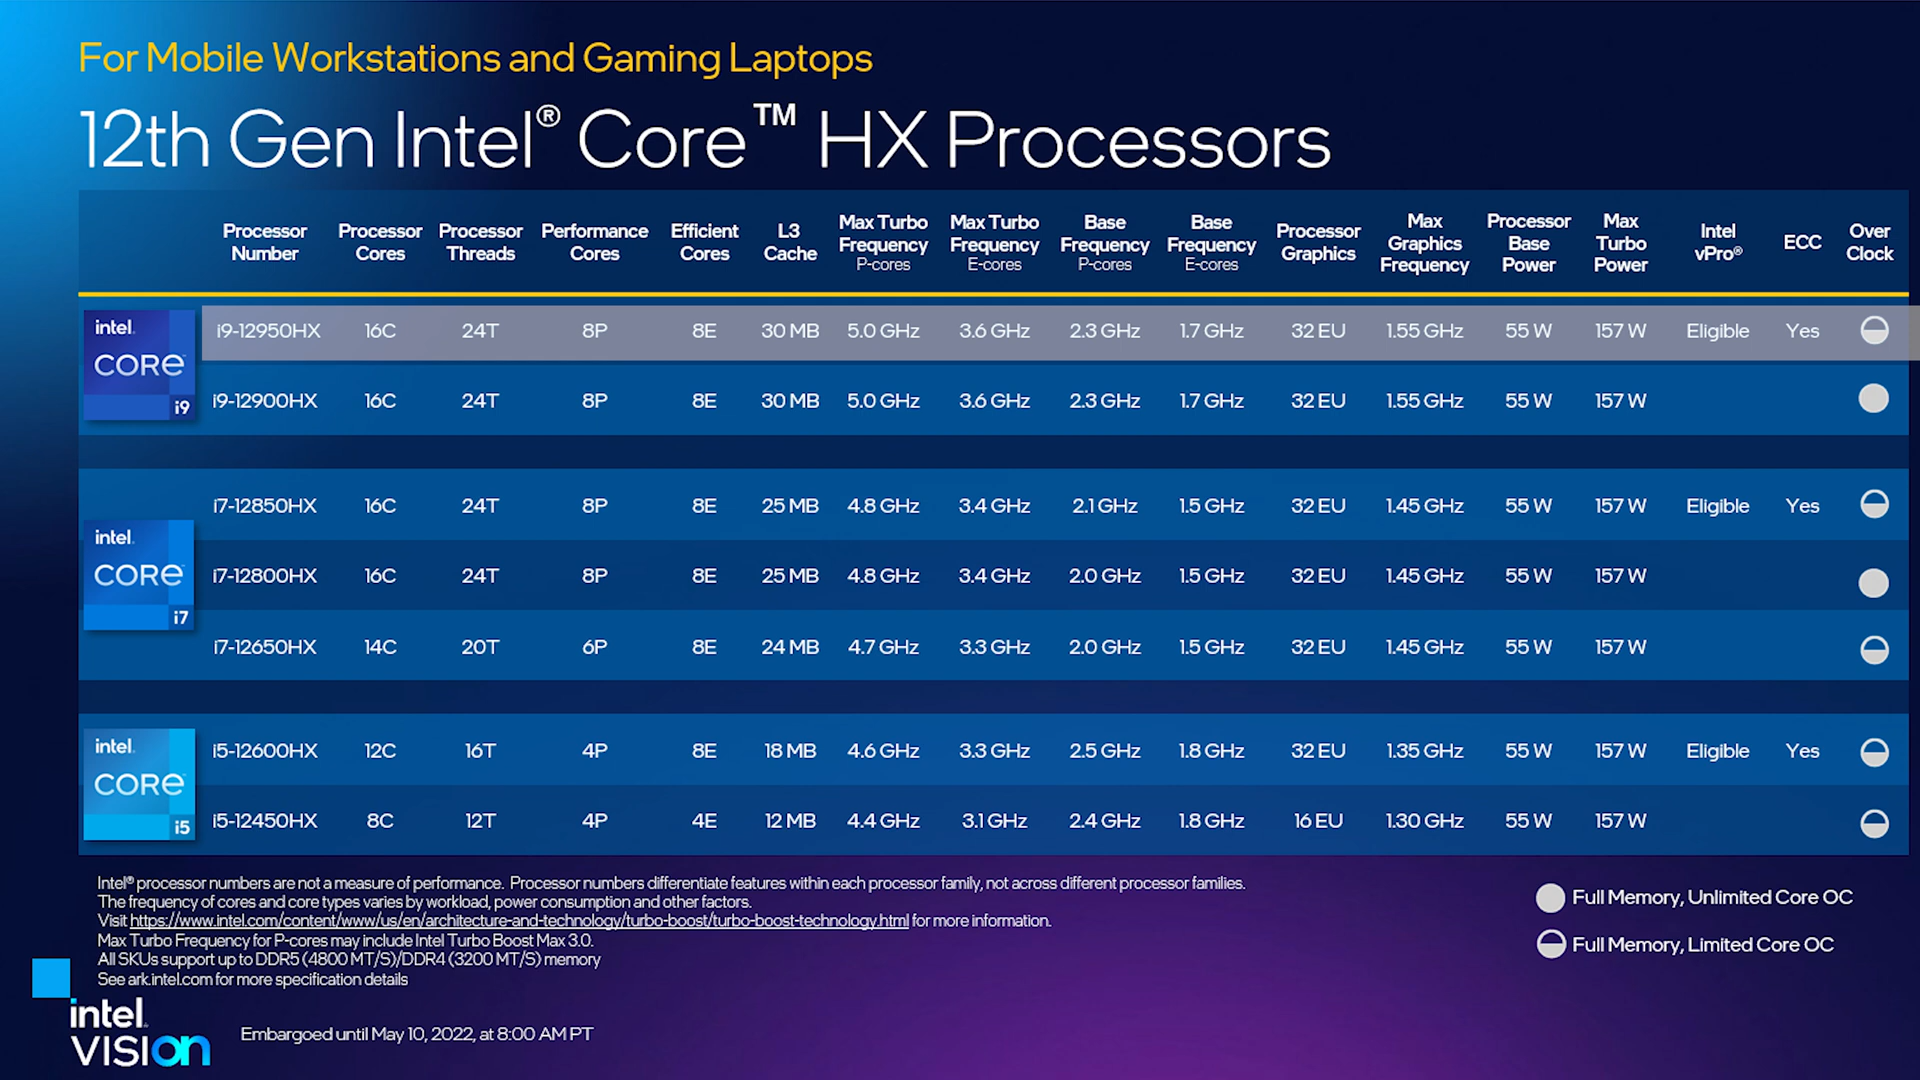 For Mobile Workstations and Gaming Laptops
12th Gen Intel® Core™ HX Processors
Processor Number Processor Cores Processor Threads Performance Cores Efficient Cores L3 Cache Max Turbo Frequency P-cores Max Turbo Frequency E-cores Base Frequency P-cores Base Frequency E-cores Processor Graphics Max Graphics Frequency Processor Base Power Max Turbo Power Intel vPro® ECC Over Clock
intel. CORE™ i9
i9-12950HX 16C 24T 8P 8E 30 MB 5.0 GHz 3.6 GHz 2.3 GHz 1.7 GHz 32 EU 1.55 GHz 55 W 157 W Eligible Yes
i9-12900HX 16C 24T 8P 8E 30 MB 5.0 GHz 3.6 GHz 2.3 GHz 1.7 GHz 32 EU 1.55 GHz 55 W 157 W
intel. CORE™ i7
i7-12850HX 16C 24T 8P 8E 25 MB 4.8 GHz 3.4 GHz 2.1 GHz 1.5 GHz 32 EU 1.45 GHz 55 W 157 W Eligible Yes
i7-12800HX 16C 24T 8P 8E 25 MB 4.8 GHz 3.4 GHz 2.0 GHz 1.5 GHz 32 EU 1.45 GHz 55 W 157 W
i7-12650HX 14C 20T 6P 8E 24 MB 4.7 GHz 3.3 GHz 2.0 GHz 1.5 GHz 32 EU 1.45 GHz 55 W 157 W
intel. CORE™ i5
i5-12600HX 12C 16T 4P 8E 18 MB 4.6 GHz 3.3 GHz 2.5 GHz 1.8 GHz 32 EU 1.35 GHz 55 W 157 W Eligible Yes
i5-12450HX 8C 12T 4P 4E 12 MB 4.4 GHz 3.1 GHz 2.4 GHz 1.8 GHz 16 EU 1.30 GHz 55 W 157 W
Intel® processor numbers are not a measure of performance. Processor numbers differentiate features within each processor family, not across different processor families.
The frequency of cores and core types varies by workload, power consumption and other factors.
Visit https://www.intel.com/content/www/us/en/architecture-and-technology/turbo-boost/turbo-boost-technology.html for more information.
Max Turbo Frequency for P-cores may include Intel Turbo Boost Max 3.0.
All SKUs support up to DDR5 (4800 MT/S)/DDR4 (3200 MT/S) memory
See ark.intel.com for more specification details
Full Memory, Unlimited Core OC
Full Memory, Limited Core OC
intel.
VISION
Embargoed until May 10, 2022, at 8:00 AM PT